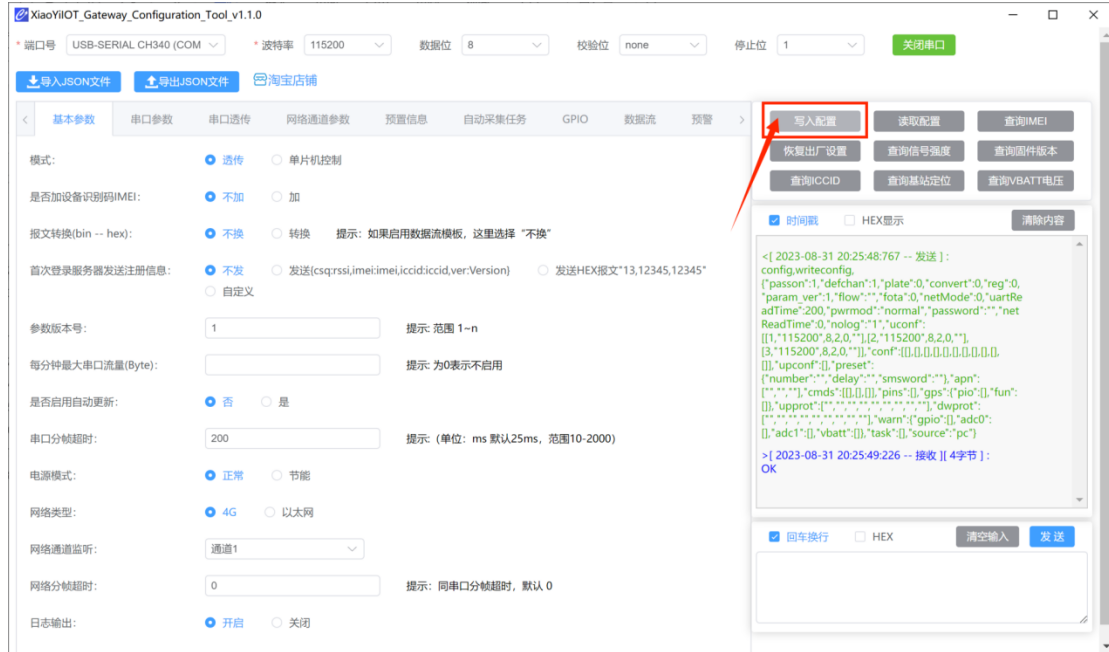 XiaoYiIOT_Gateway_Configuration_Tool_v1.1.0
* 端口号 USB-SERIAL CH340 (COM * 波特率 115200 数据位 8 校验位 none 停止位 1 关闭串口
导入JSON文件 导出JSON文件 淘宝店铺
基本参数 串口参数 串口透传 网络通道参数 预置信息 自动采集任务 GPIO 数据流 预警
模式: 透传 单片机控制
是否加设备识别码IMEI: 不加 加
报文转换(bin -- hex): 不换 转换 提示：如果启用数据流模板，这里选择“不换”
首次登录服务器发送注册信息: 不发 发送(csq:rssi,imei:imei,iccid:iccid,ver:Version) 发送HEX报文"13,12345,12345"
自定义
参数版本号: 1 提示: 范围 1~n
每分钟最大串口流量(Byte): 提示: 为0表示不启用
是否启用自动更新: 否 是
串口分帧超时: 200 提示：(单位：ms 默认25ms，范围10-2000)
电源模式: 正常 节能
网络类型: 4G 以太网
网络通道监听: 通道1
网络分帧超时: 0 提示：同串口分帧超时，默认 0
日志输出: 开启 关闭
写入配置 读取配置 查询IMEI
恢复出厂设置 查询信号强度 查询固件版本
查询ICCID 查询基站定位 查询VBATT电压
时间戳 HEX显示 清除内容
<[ 2023-08-31 20:25:48:767 -- 发送 ] :
config,writeconfig,
{"passon":1,"defchan":1,"plate":0,"convert":0,"reg":0,
"param_ver":1,"flow":"","fota":0,"netMode":0,"uartRe
adTime":200,"pwrmod":"normal","password":"","net
ReadTime":0,"nolog":"1","uconf":
[[1,"115200",8,2,0,""],[2,"115200",8,2,0,""],
[3,"115200",8,2,0,""]],"conf":[[],[],[],[],[],[],[],[],[],
[]],"upconf":[],"preset":
{"number":"","delay":"","smsword":""},"apn":
["","",""],"cmds":[[],[],[]],"pins":[],"gps":{"pio":[],"fun":
[]},"upprot":["","","","","","","","","",""],"dwprot":
["","","","","","","","","",""],"warn":{"gpio":[],"adc0":
[],"adc1":[],"vbatt":[]},"task":[],"source":"pc"}
>[ 2023-08-31 20:25:49:226 -- 接收 ][ 4字节 ] :
OK
回车换行 HEX 清空输入 发 送